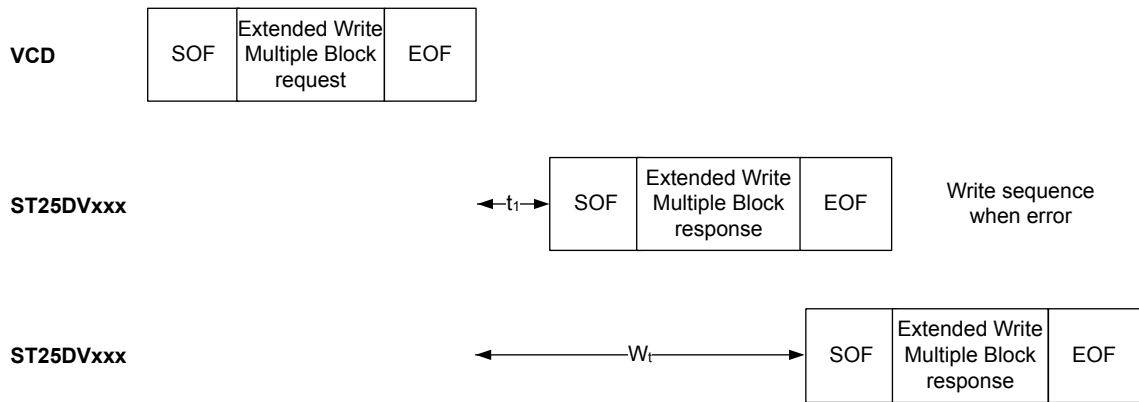 VCD
SOF
Extended Write
Multiple Block
request
EOF
ST25DVxxx
t1
SOF
Extended Write
Multiple Block
response
EOF
Write sequence
when error
ST25DVxxx
Wt
SOF
Extended Write
Multiple Block
response
EOF